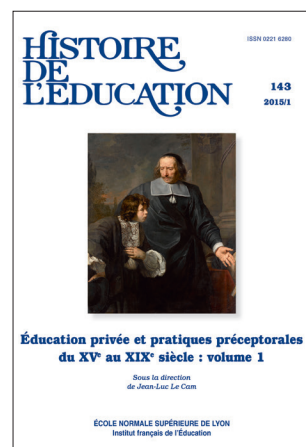 HISTOIRE
DE
L'ÉDUCATION
ISSN 0221 6280
143
2015/1
Éducation privée et pratiques préceptorales
du XVe au XIXe siècle : volume 1
Sous la direction
de Jean-Luc Le Cam
ÉCOLE NORMALE SUPÉRIEURE DE LYON
Institut français de l'Éducation